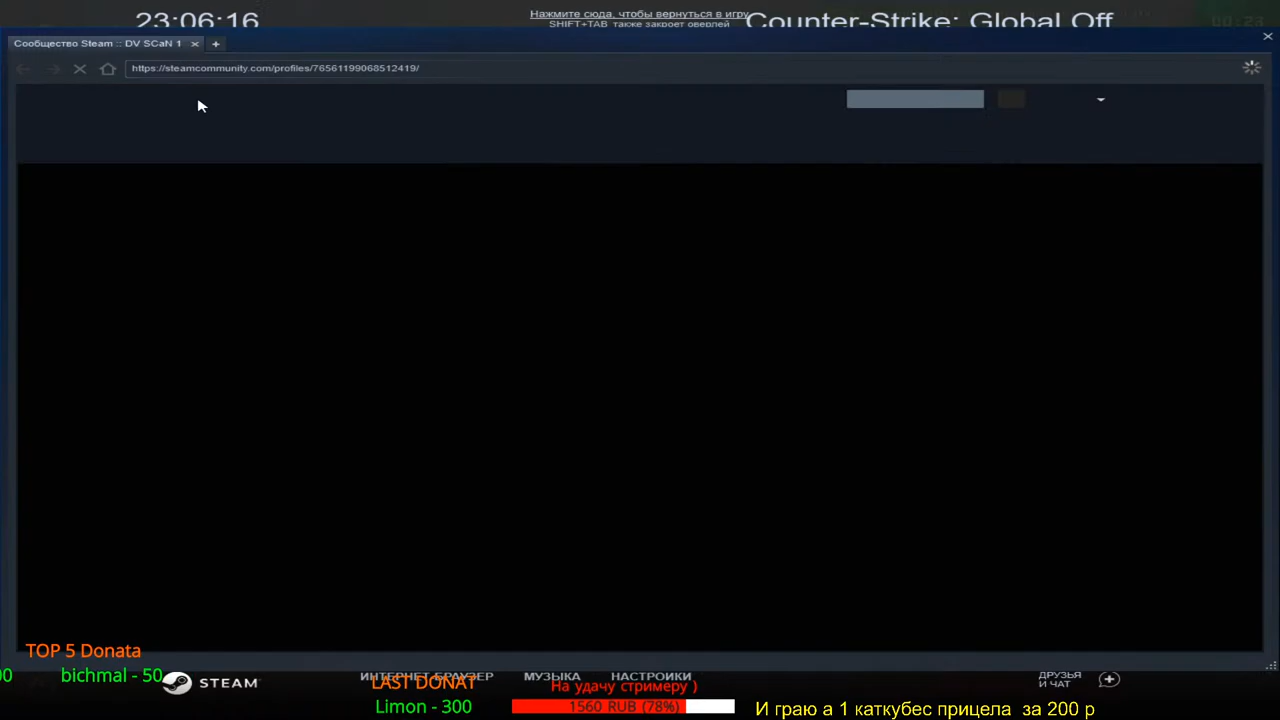 23:06:16
Нажмите сюда, чтобы вернуться в игру
SHIFT+TAB также закроет оверлей
Counter-Strike: Global Off
Сообщество Steam :: DV SCaN 1
https://steamcommunity.com/profiles/76561199068512419/
TOP 5 Donata
00 bichmal - 50
STEAM
ИНТЕРНЕТ-БРАУЗЕР
МУЗЫКА
НАСТРОЙКИ
LAST DONAT
Limon - 300
На удачу стримеру )
1560 RUB (78%)
ДРУЗЬЯ
И ЧАТ
И граю а 1 каткубес прицела за 200 р